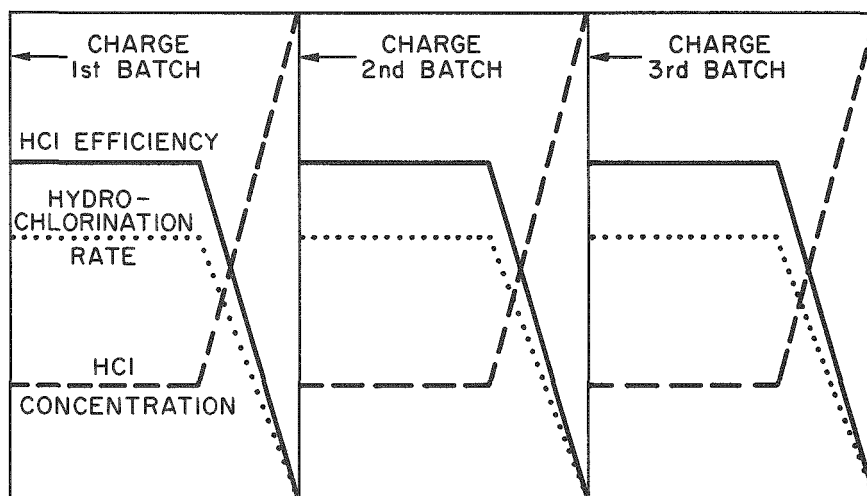 CHARGE
1st BATCH
CHARGE
2nd BATCH
CHARGE
3rd BATCH
HCl EFFICIENCY
HYDRO-
CHLORINATION
RATE
HCl
CONCENTRATION